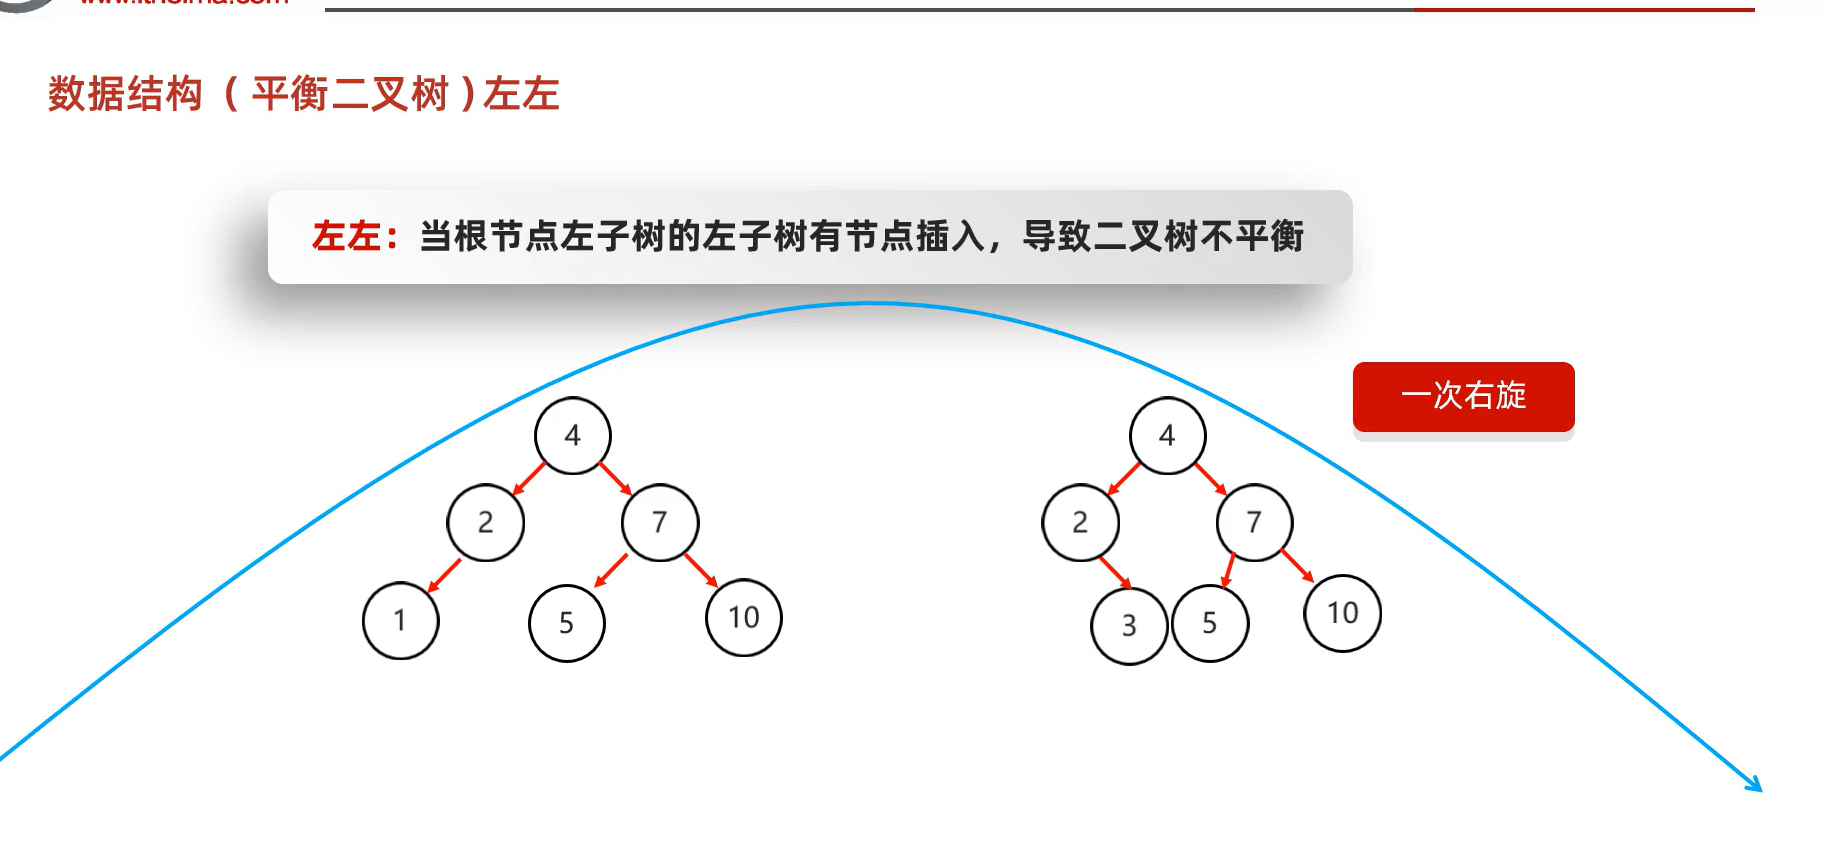 www.itheima.com
数据结构（平衡二叉树）左左
左左：当根节点左子树的左子树有节点插入，导致二叉树不平衡
一次右旋
4 4
2 7 2 7
1 5 10 3 5 10